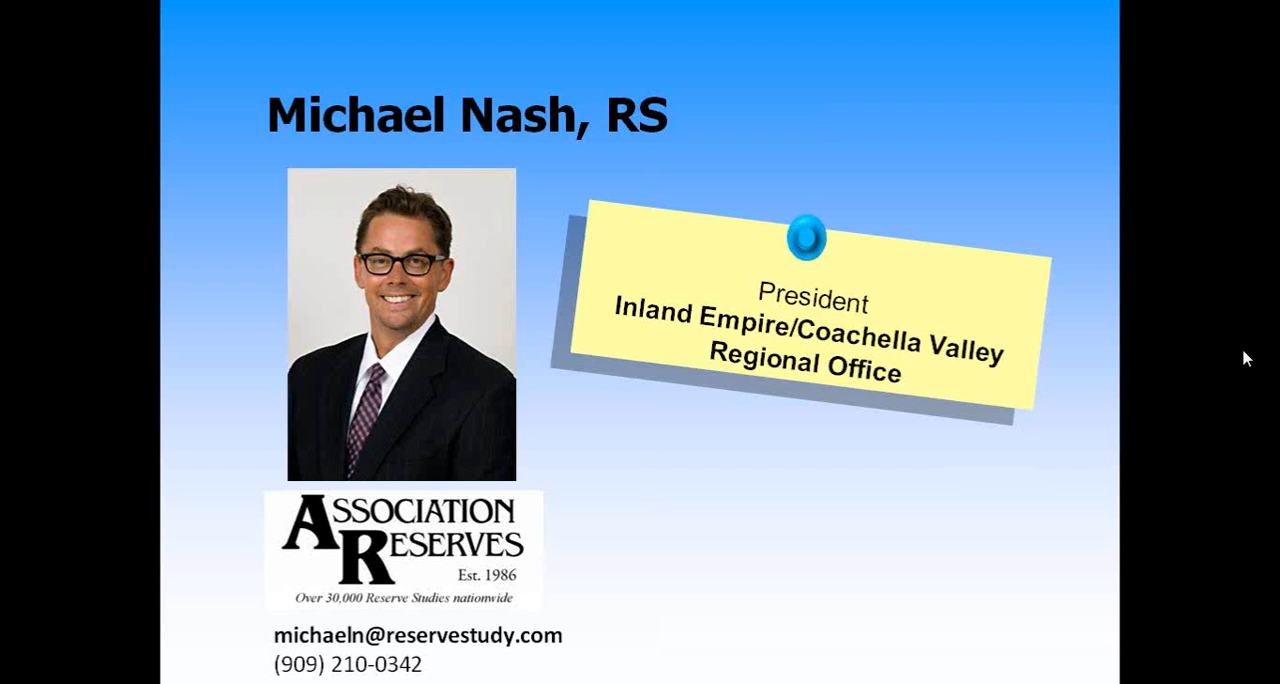 Michael Nash, RS
President
Inland Empire/Coachella Valley
Regional Office
ASSOCIATION
RESERVES
Est. 1986
Over 30,000 Reserve Studies nationwide
michaeln@reservestudy.com
(909) 210-0342